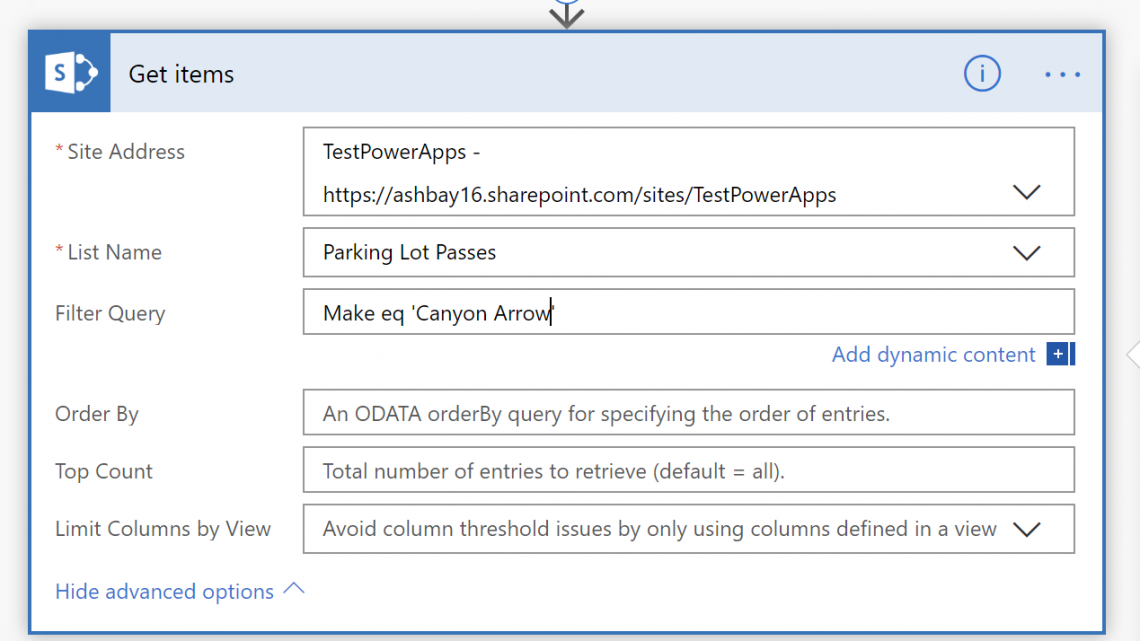 S
Get items
i
* Site Address
TestPowerApps -
https://ashbay16.sharepoint.com/sites/TestPowerApps
* List Name
Parking Lot Passes
Filter Query
Make eq 'Canyon Arrow'
Add dynamic content +
Order By
An ODATA orderBy query for specifying the order of entries.
Top Count
Total number of entries to retrieve (default = all).
Limit Columns by View
Avoid column threshold issues by only using columns defined in a view
Hide advanced options